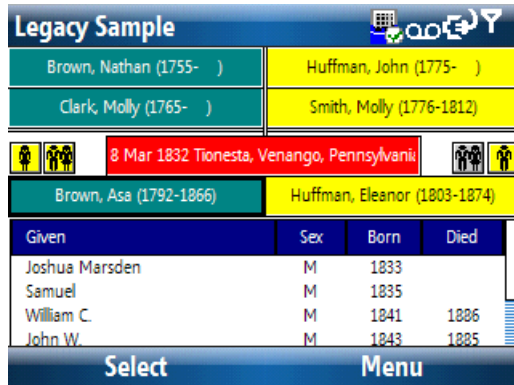 Legacy Sample
Brown, Nathan (1755- )
Huffman, John (1775- )
Clark, Molly (1765- )
Smith, Molly (1776-1812)
8 Mar 1832 Tionesta, Venango, Pennsylvania
Brown, Asa (1792-1866)
Huffman, Eleanor (1803-1874)
Given Sex Born Died
Joshua Marsden M 1833
Samuel M 1835
William C. M 1841 1886
John W. M 1843 1885
Select Menu